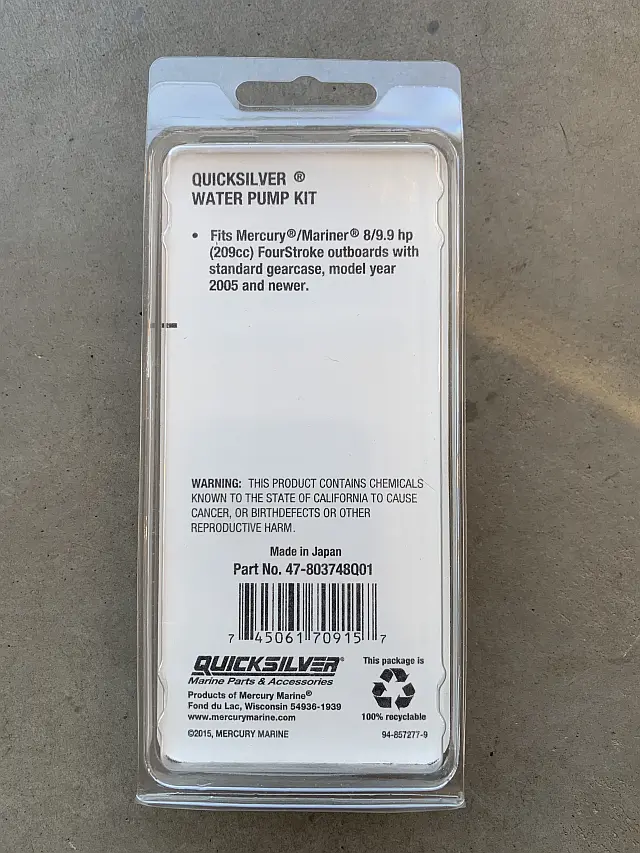 QUICKSILVER ®
WATER PUMP KIT
• Fits Mercury®/Mariner® 8/9.9 hp
(209cc) FourStroke outboards with
standard gearcase, model year
2005 and newer.
WARNING: THIS PRODUCT CONTAINS CHEMICALS
KNOWN TO THE STATE OF CALIFORNIA TO CAUSE
CANCER, OR BIRTHDEFECTS OR OTHER
REPRODUCTIVE HARM.
Made in Japan
Part No. 47-803748Q01
7 45061 70915 7
QUICKSILVER®
Marine Parts & Accessories
Products of Mercury Marine®
Fond du Lac, Wisconsin 54936-1939
www.mercurymarine.com
©2015, MERCURY MARINE
This package is
100% recyclable
94-857277-9